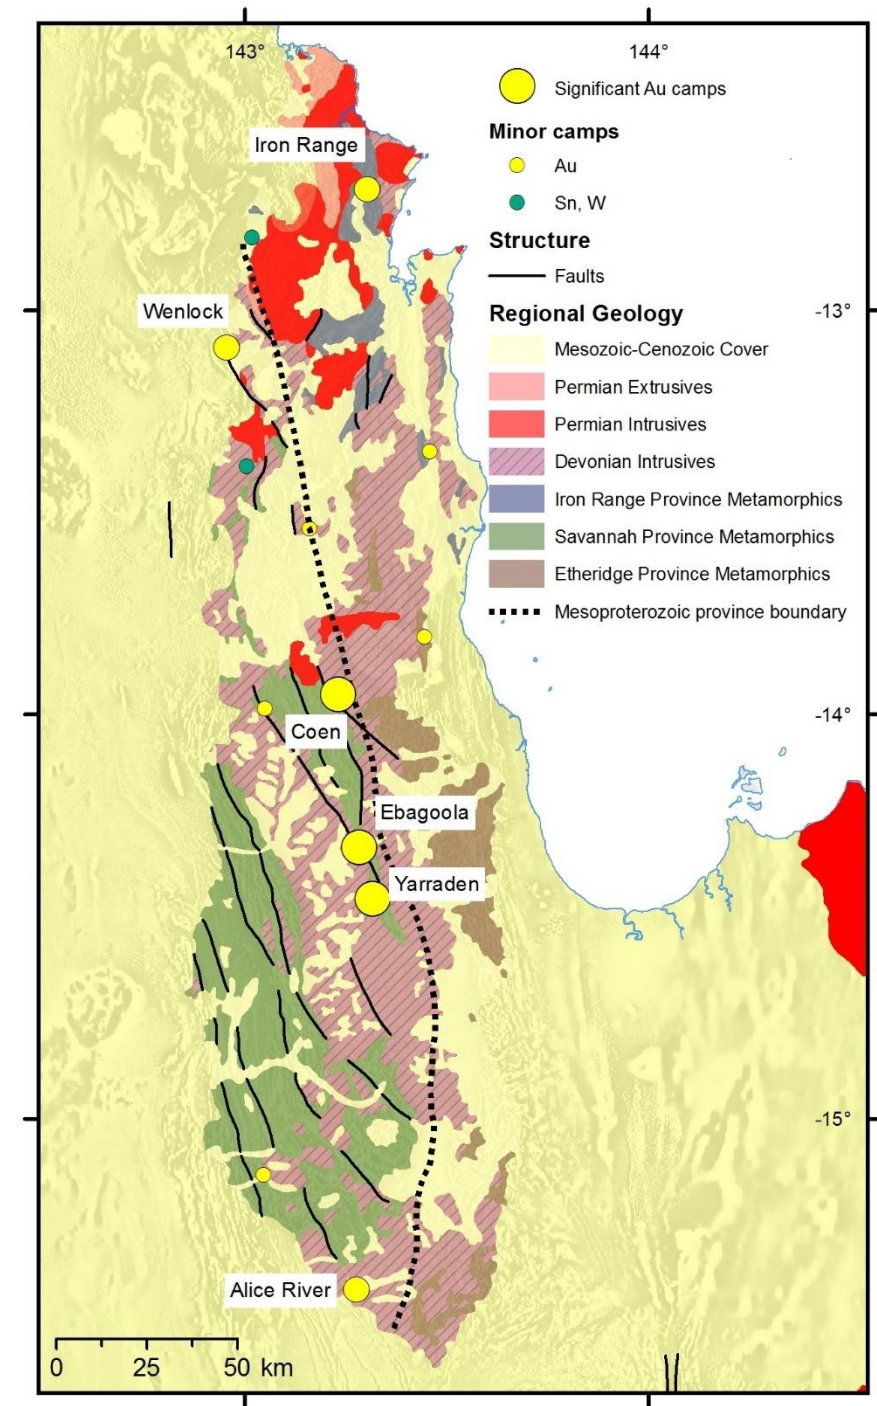 143°
144°
Significant Au camps
Minor camps
Au
Sn, W
Structure
Faults
Regional Geology
Mesozoic-Cenozoic Cover
Permian Extrusives
Permian Intrusives
Devonian Intrusives
Iron Range Province Metamorphics
Savannah Province Metamorphics
Etheridge Province Metamorphics
Mesoproterozoic province boundary
Iron Range
Wenlock
-13°
Coen
-14°
Ebagoola
Yarraden
-15°
Alice River
0 25 50 km